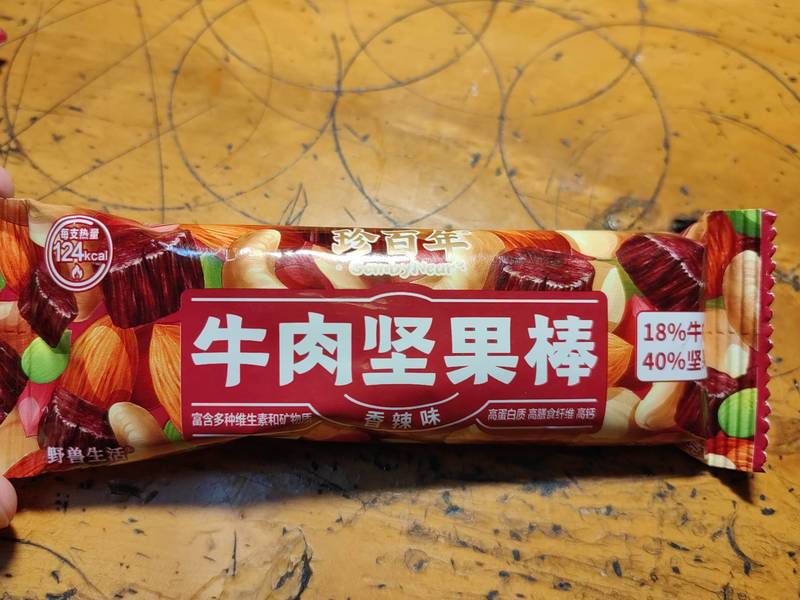 每支热量
124kcal
珍百年
牛肉坚果棒
18%牛
40%坚
富含多种维生素和矿物质
香辣味
高蛋白质 高膳食纤维 高钙
野兽生活